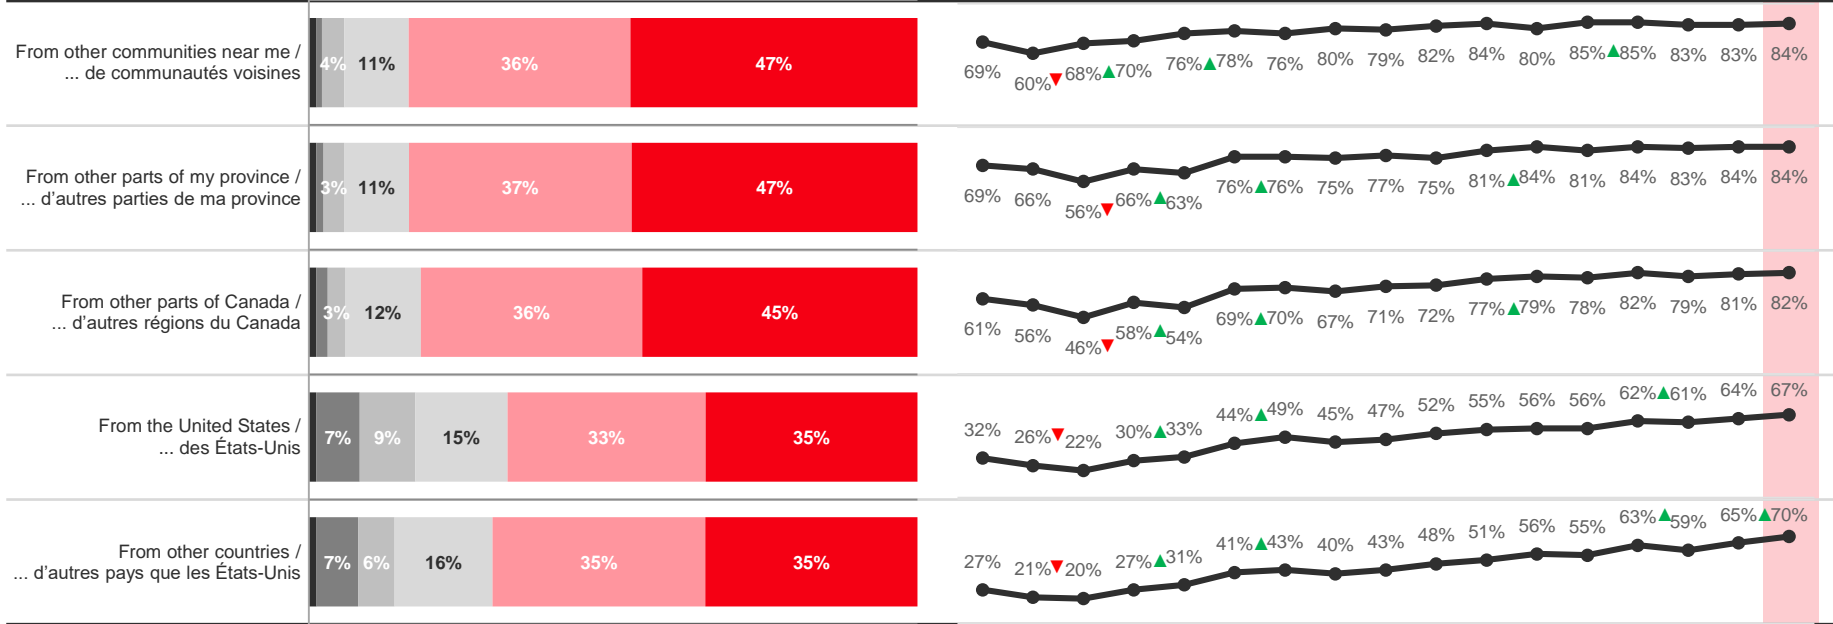 From other communities near me /
... de communautés voisines
4% 11% 36% 47%
69% 60%▼ 68% ▲70% 76% ▲78% 76% 80% 79% 82% 84% 80% 85% ▲85% 83% 83% 84%
From other parts of my province /
... d’autres parties de ma province
3% 11% 37% 47%
69% 66% 56%▼ 66% ▲63% 76% ▲76% 75% 77% 75% 81% ▲84% 81% 84% 83% 84% 84%
From other parts of Canada /
... d’autres régions du Canada
3% 12% 36% 45%
61% 56% 46%▼ 58% ▲54% 69% ▲70% 67% 71% 72% 77% ▲79% 78% 82% 79% 81% 82%
From the United States /
... des États-Unis
7% 9% 15% 33% 35%
32% 26%▼ 22% 30% ▲33% 44% ▲49% 45% 47% 52% 55% 56% 56% 62% ▲61% 64% 67%
From other countries /
... d’autres pays que les États-Unis
7% 6% 16% 35% 35%
27% 21%▼ 20% 27% ▲31% 41% ▲43% 40% 43% 48% 51% 56% 55% 63% ▲59% 65% ▲70%